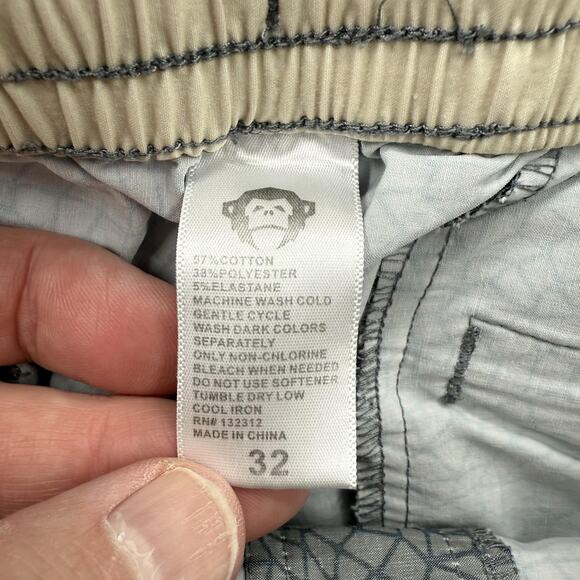 57%COTTON
38%POLYESTER
5%ELASTANE
MACHINE WASH COLD
GENTLE CYCLE
WASH DARK COLORS
SEPARATELY
ONLY NON-CHLORINE
BLEACH WHEN NEEDED
DO NOT USE SOFTENER
TUMBLE DRY LOW
COOL IRON
RN# 132312
MADE IN CHINA
32